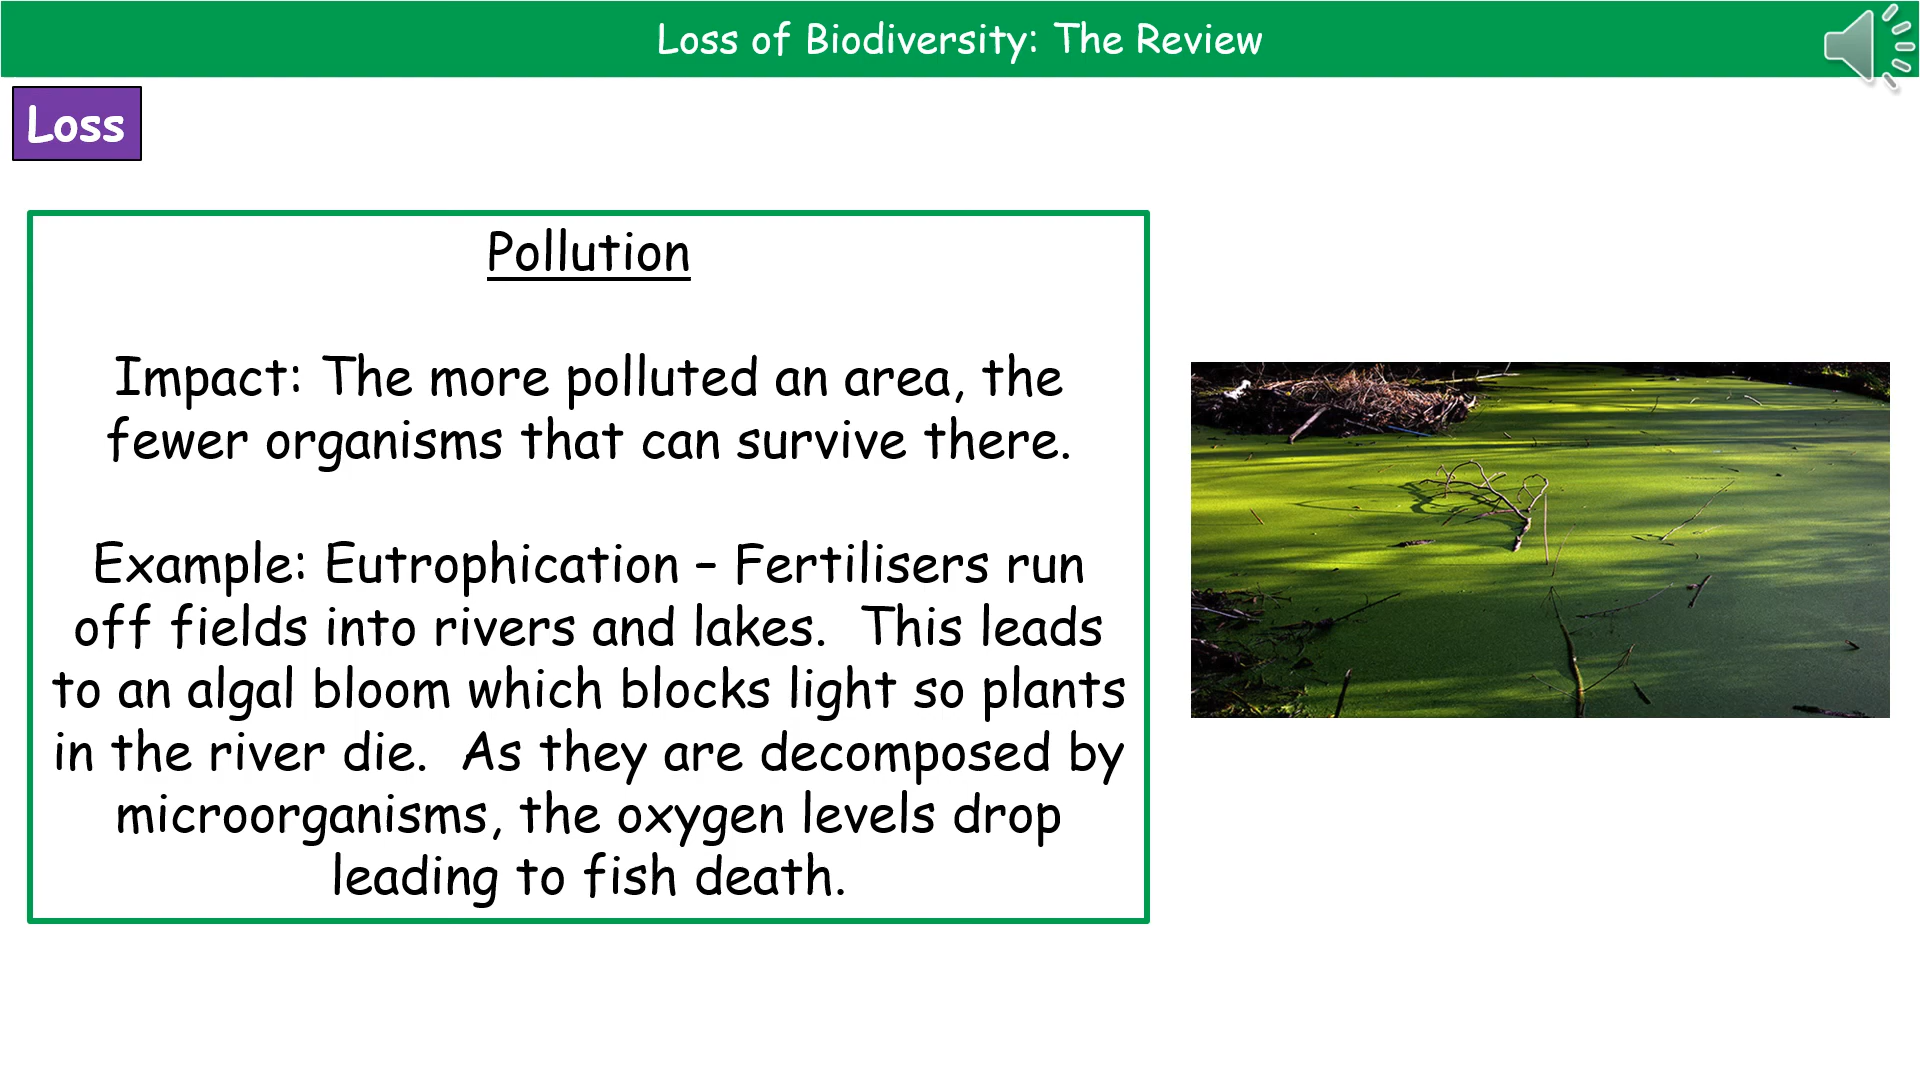 Loss of Biodiversity: The Review
Loss
Pollution
Impact: The more polluted an area, the
fewer organisms that can survive there.
Example: Eutrophication – Fertilisers run
off fields into rivers and lakes.  This leads
to an algal bloom which blocks light so plants
in the river die.  As they are decomposed by
microorganisms, the oxygen levels drop
leading to fish death.